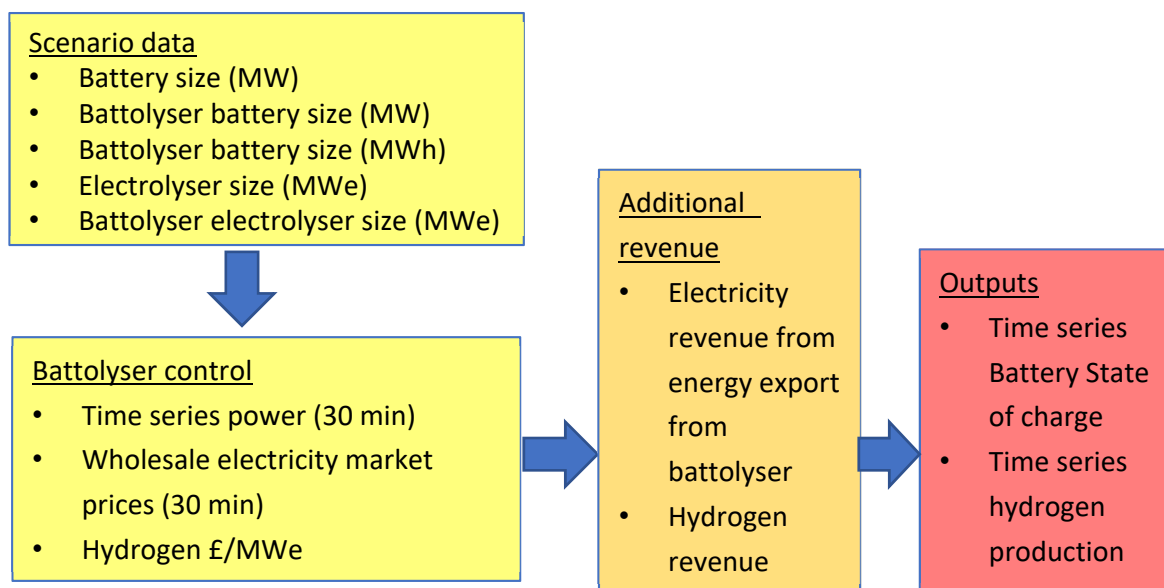 Scenario data
• Battery size (MW)
• Battolyser battery size (MW)
• Battolyser battery size (MWh)
• Electrolyser size (MWe)
• Battolyser electrolyser size (MWe)
Battolyser control
• Time series power (30 min)
• Wholesale electricity market
prices (30 min)
• Hydrogen £/MWe
Additional
revenue
• Electricity
revenue from
energy export
from
battolyser
• Hydrogen
revenue
Outputs
• Time series
Battery State
of charge
• Time series
hydrogen
production